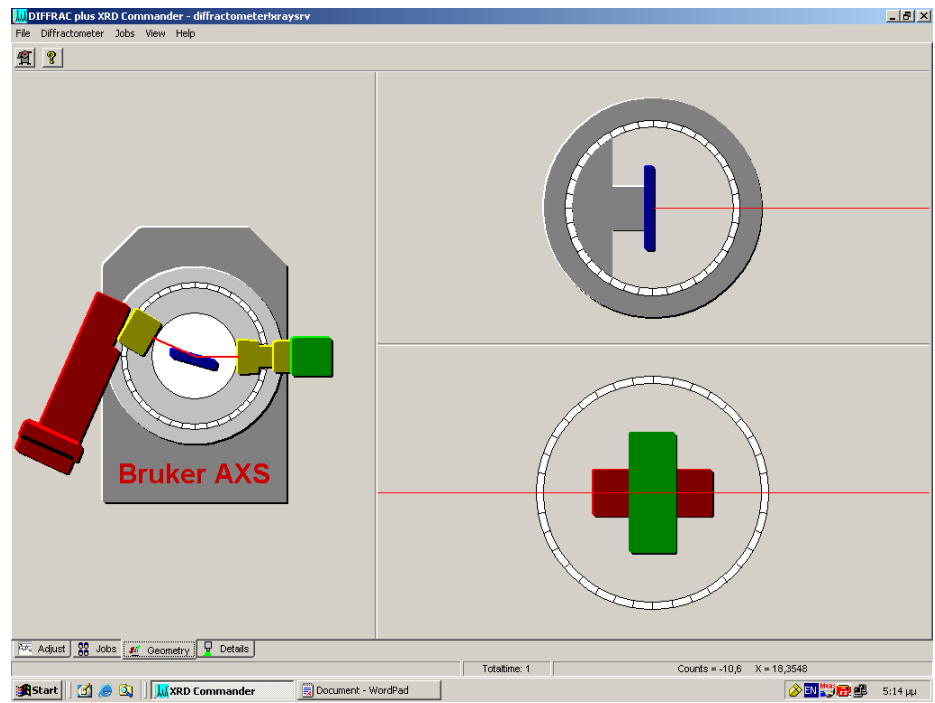 DIFFRAC plus XRD Commander - diffractometer!xraysrv
File Diffractometer Jobs View Help
Bruker AXS
Adjust Jobs Geometry Details
Totaltime: 1 Counts = -10,6 X = 18,3548
Start XRD Commander Document - WordPad EN Meas 5:14 μμ